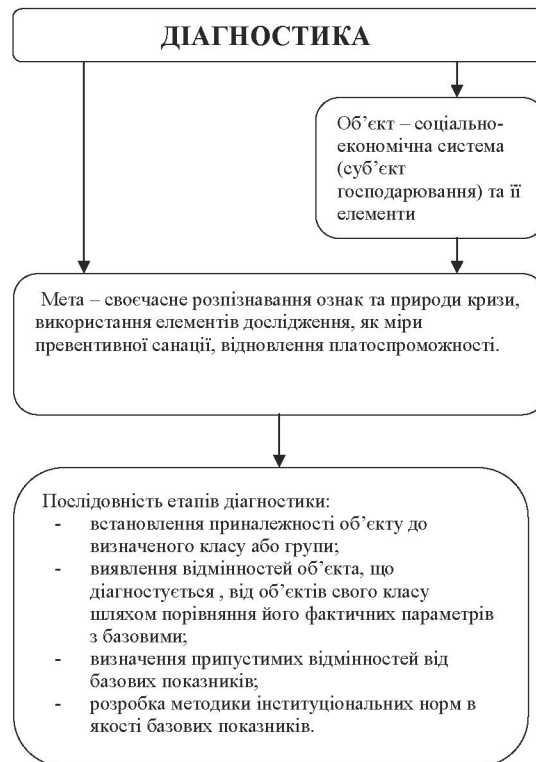 ДІАГНОСТИКА
Об’єкт – соціально-
економічна система
(суб’єкт
господарювання) та її
елементи
Мета – своєчасне розпізнавання ознак та природи кризи,
використання елементів дослідження, як міри
превентивної санації, відновлення платоспроможності.
Послідовність етапів діагностики:
- встановлення приналежності об’єкту до
визначеного класу або групи;
- виявлення відмінностей об’єкта, що
діагностується , від об’єктів свого класу
шляхом порівняння його фактичних параметрів
з базовими;
- визначення припустимих відмінностей від
базових показників;
- розробка методики інституціональних норм в
якості базових показників.